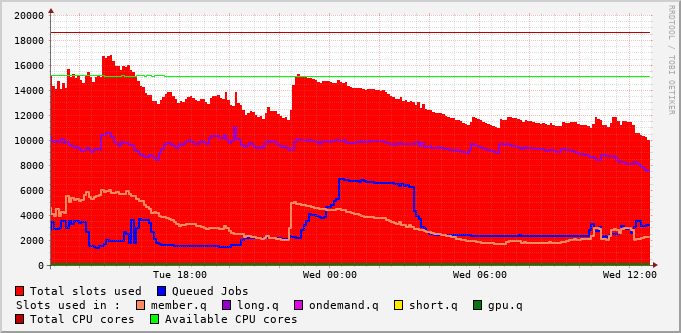 20000
18000
16000
14000
12000
10000
8000
6000
4000
2000
0
Tue 18:00 Wed 00:00 Wed 06:00 Wed 12:00
RRDTOOL / TOBI OETIKER
Total slots used Queued Jobs
Slots used in : member.q long.q ondemand.q short.q gpu.q
Total CPU cores Available CPU cores